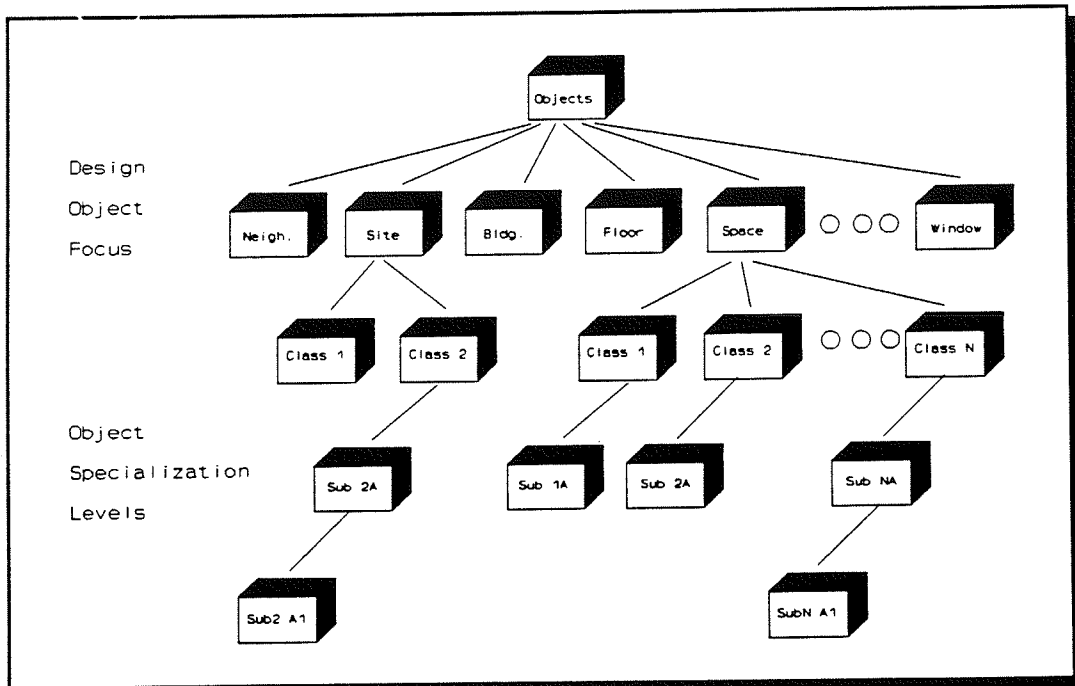 Objects
Design
Object
Focus
Neigh.
Site
Bldg.
Floor
Space
Window
Class 1
Class 2
Class 1
Class 2
Class N
Object
Specialization
Levels
Sub 2A
Sub 1A
Sub 2A
Sub NA
Sub2 A1
SubN A1